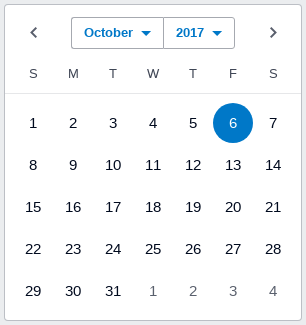 October 2017
S M T W T F S
1 2 3 4 5 6 7
8 9 10 11 12 13 14
15 16 17 18 19 20 21
22 23 24 25 26 27 28
29 30 31 1 2 3 4